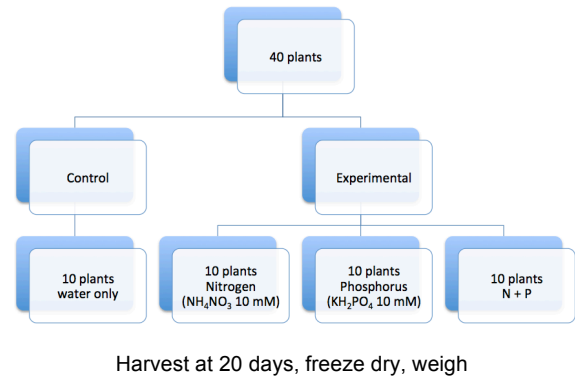 40 plants
Control
Experimental
10 plants
water only
10 plants
Nitrogen
(NH₄NO₃ 10 mM)
10 plants
Phosphorus
(KH₂PO₄ 10 mM)
10 plants
N + P
Harvest at 20 days, freeze dry, weigh